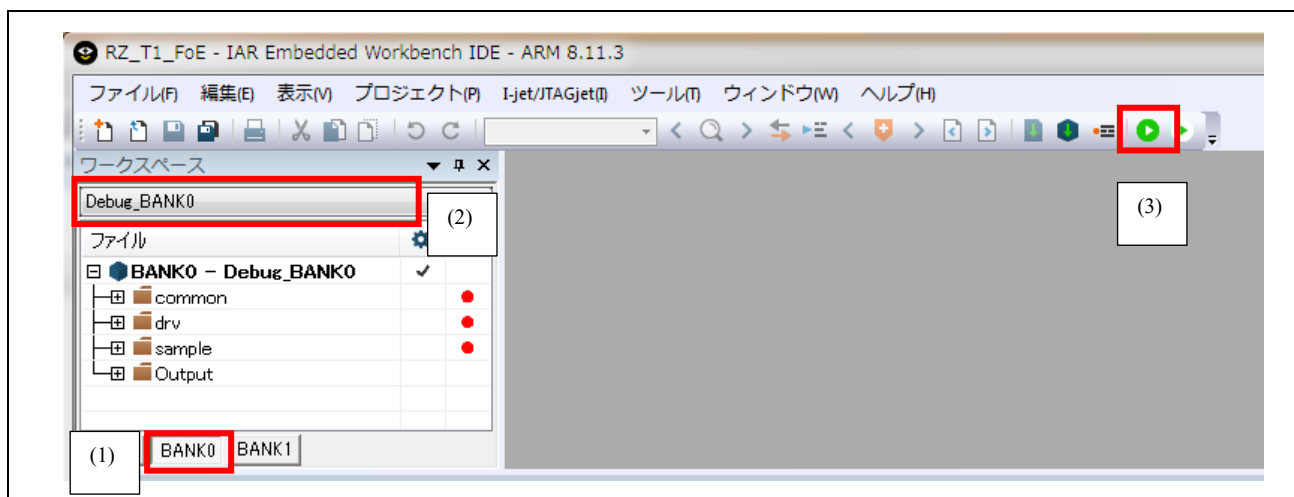 RZ_T1_FoE - IAR Embedded Workbench IDE - ARM 8.11.3
ファイル(F) 編集(E) 表示(V) プロジェクト(P) I-jet/JTAGjet(I) ツール(T) ウィンドウ(W) ヘルプ(H)
ワークスペース
Debug_BANK0
(2)
(3)
ファイル
BANK0 - Debug_BANK0
common
drv
sample
Output
(1)
BANK0 BANK1